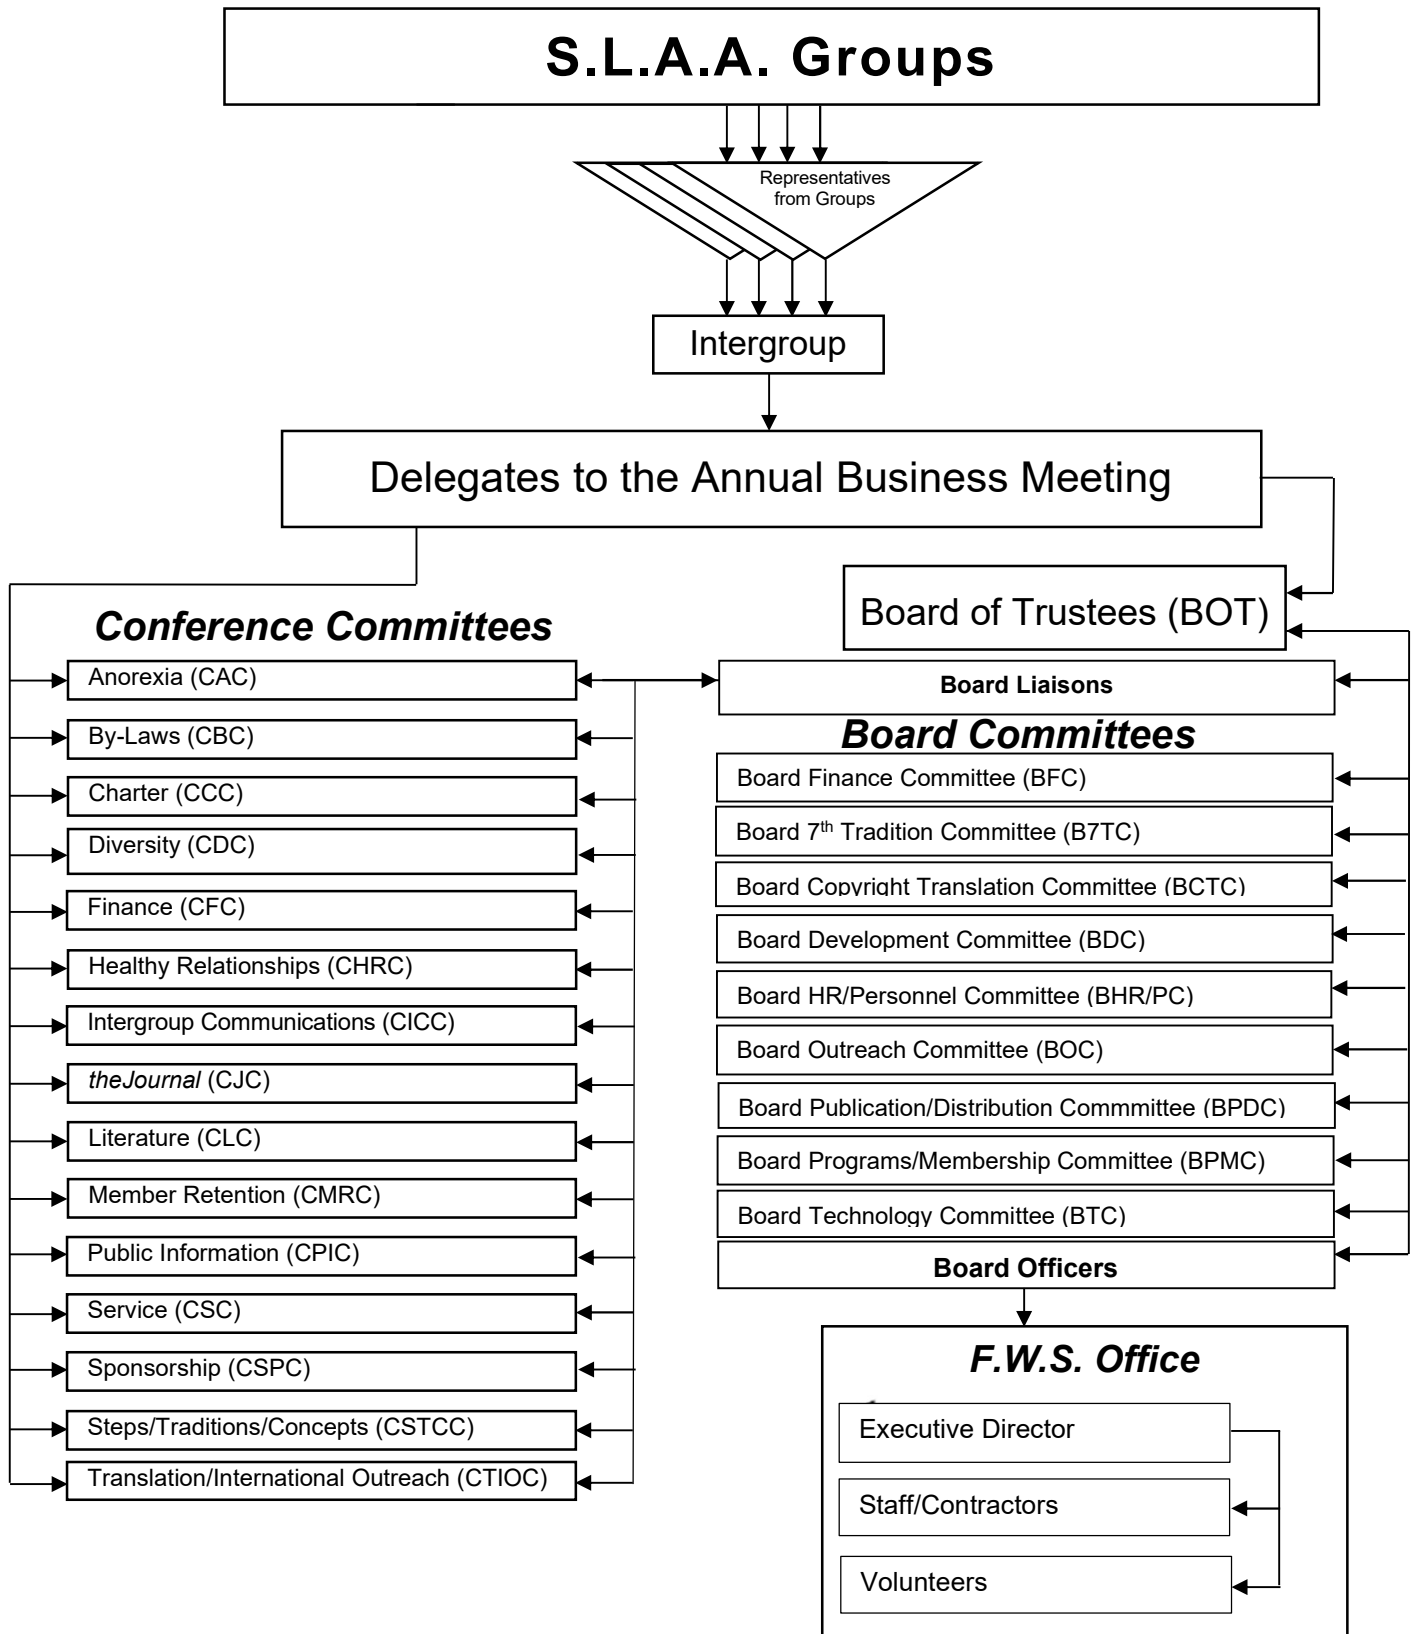 S.L.A.A. Groups
Representatives
from Groups
Intergroup
Delegates to the Annual Business Meeting
Board of Trustees (BOT)
Conference Committees
Anorexia (CAC)
By-Laws (CBC)
Charter (CCC)
Diversity (CDC)
Finance (CFC)
Healthy Relationships (CHRC)
Intergroup Communications (CICC)
theJournal (CJC)
Literature (CLC)
Member Retention (CMRC)
Public Information (CPIC)
Service (CSC)
Sponsorship (CSPC)
Steps/Traditions/Concepts (CSTCC)
Translation/International Outreach (CTIOC)
Board Liaisons
Board Committees
Board Finance Committee (BFC)
Board 7th Tradition Committee (B7TC)
Board Copyright Translation Committee (BCTC)
Board Development Committee (BDC)
Board HR/Personnel Committee (BHR/PC)
Board Outreach Committee (BOC)
Board Publication/Distribution Commmittee (BPDC)
Board Programs/Membership Committee (BPMC)
Board Technology Committee (BTC)
Board Officers
F.W.S. Office
Executive Director
Staff/Contractors
Volunteers